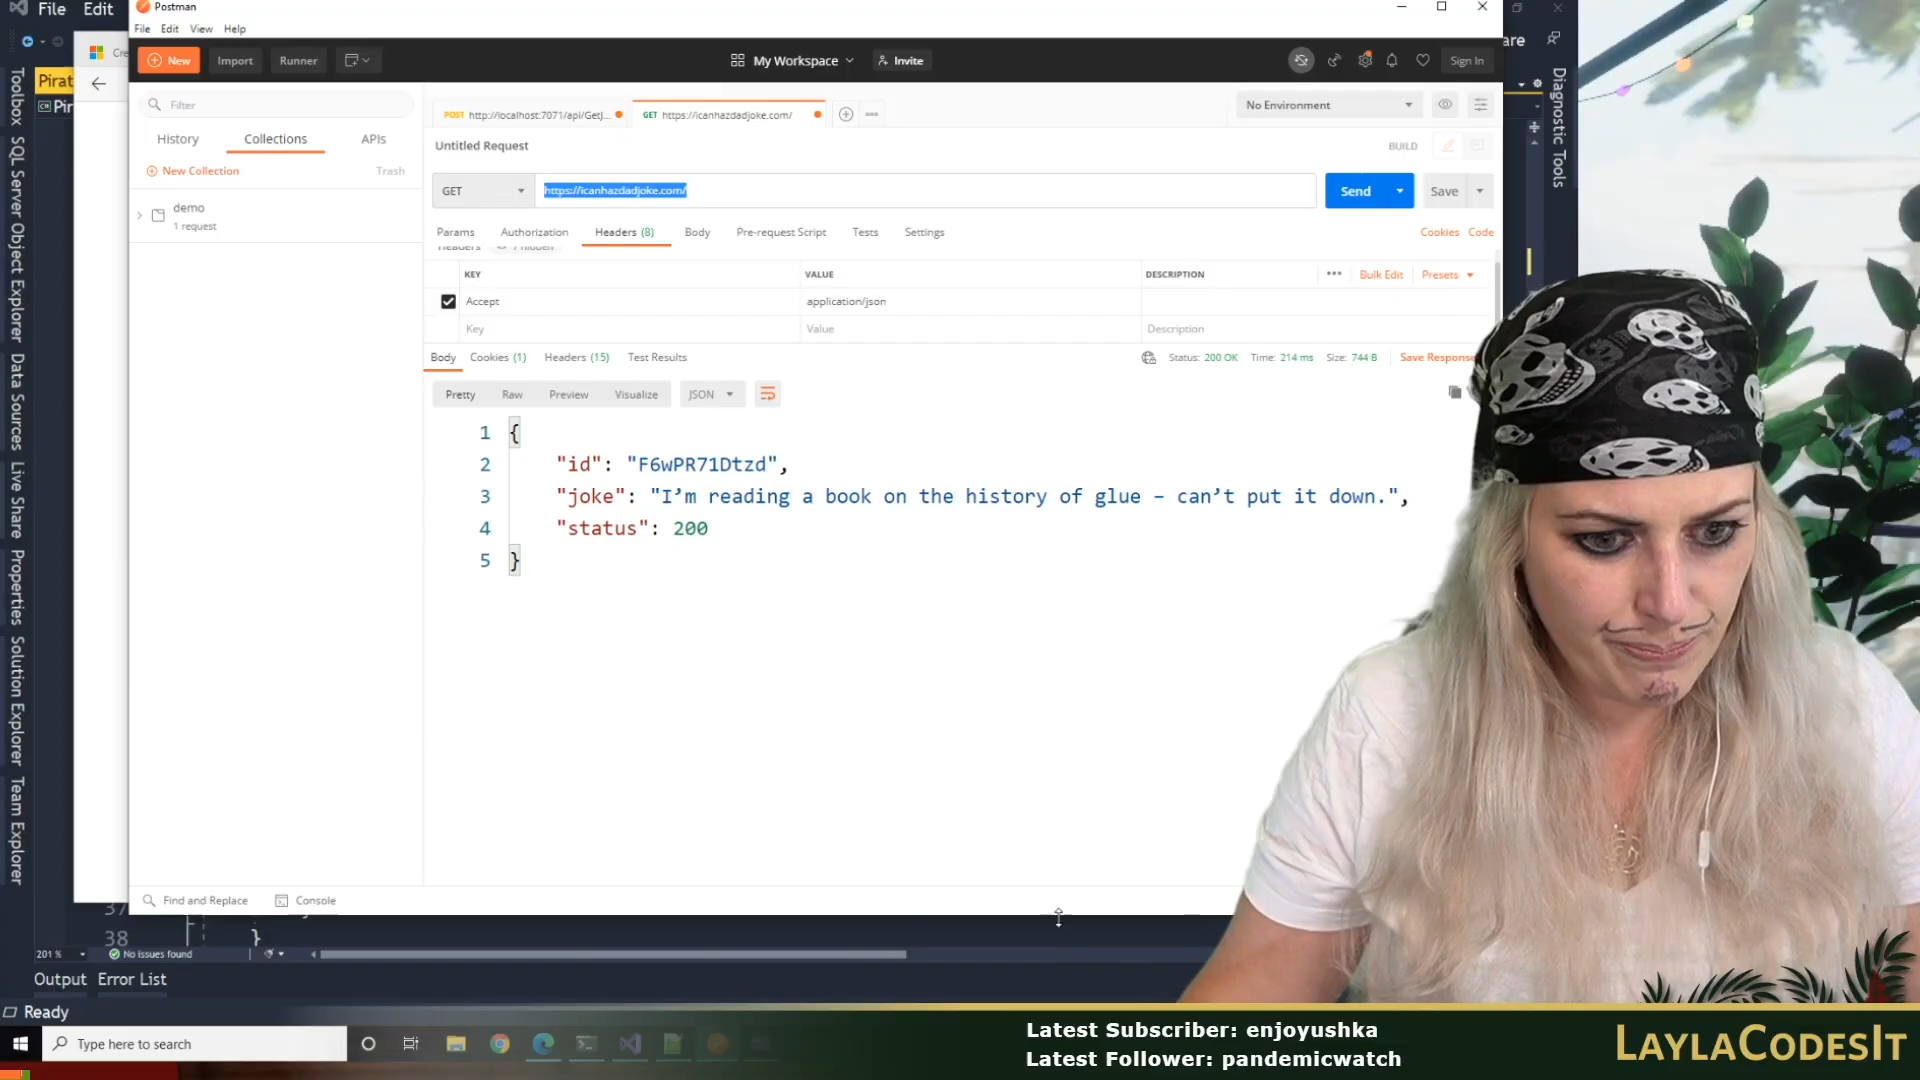 File Edit
Postman
File Edit View Help
New Import Runner My Workspace Invite Sign In
Filter
History Collections APIs
New Collection Trash
demo
1 request
POST http://localhost:7071/api/GetJ...
GET https://icanhazdadjoke.com/
No Environment
Untitled Request
BUILD
GET https://icanhazdadjoke.com/ Send Save
Params Authorization Headers (8) Body Pre-request Script Tests Settings Cookies Code
Headers 7 hidden
KEY VALUE DESCRIPTION Bulk Edit Presets
Accept application/json
Key Value Description
Body Cookies (1) Headers (15) Test Results Status: 200 OK Time: 214 ms Size: 744 B Save Response
Pretty Raw Preview Visualize JSON
1 {
2 "id": "F6wPR71Dtzd",
3 "joke": "I’m reading a book on the history of glue – can’t put it down.",
4 "status": 200
5 }
Find and Replace Console
Toolbox
SQL Server Object Explorer
Data Sources
Live Share
Properties
Solution Explorer
Team Explorer
Diagnostic Tools
37
38 }
201 % No issues found
Output Error List
Ready
Type here to search
Latest Subscriber: enjoyushka
Latest Follower: pandemicwatch
LAYLACODESIT